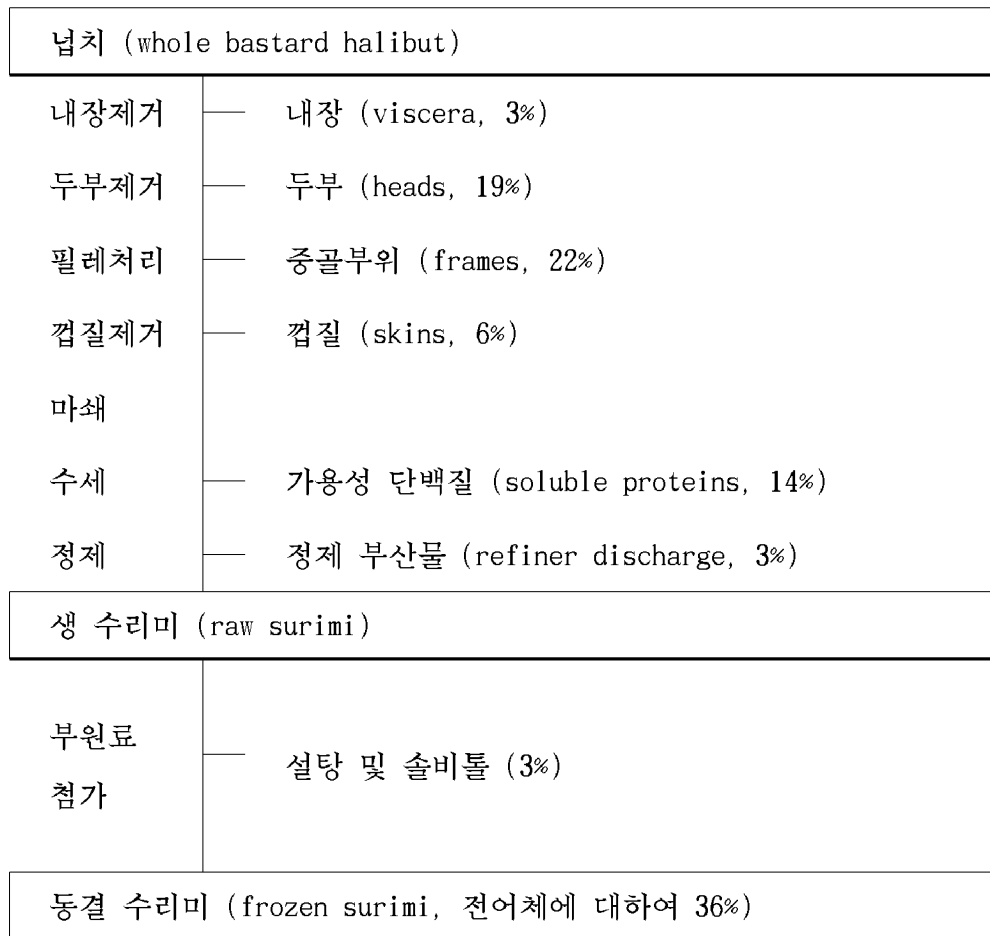 넙치 (whole bastard halibut)
내장제거 내장 (viscera, 3%)
두부제거 두부 (heads, 19%)
필레처리 중골부위 (frames, 22%)
껍질제거 껍질 (skins, 6%)
마쇄
수세 가용성 단백질 (soluble proteins, 14%)
정제 정제 부산물 (refiner discharge, 3%)
생 수리미 (raw surimi)
부원료
첨가
설탕 및 솔비톨 (3%)
동결 수리미 (frozen surimi, 전어체에 대하여 36%)